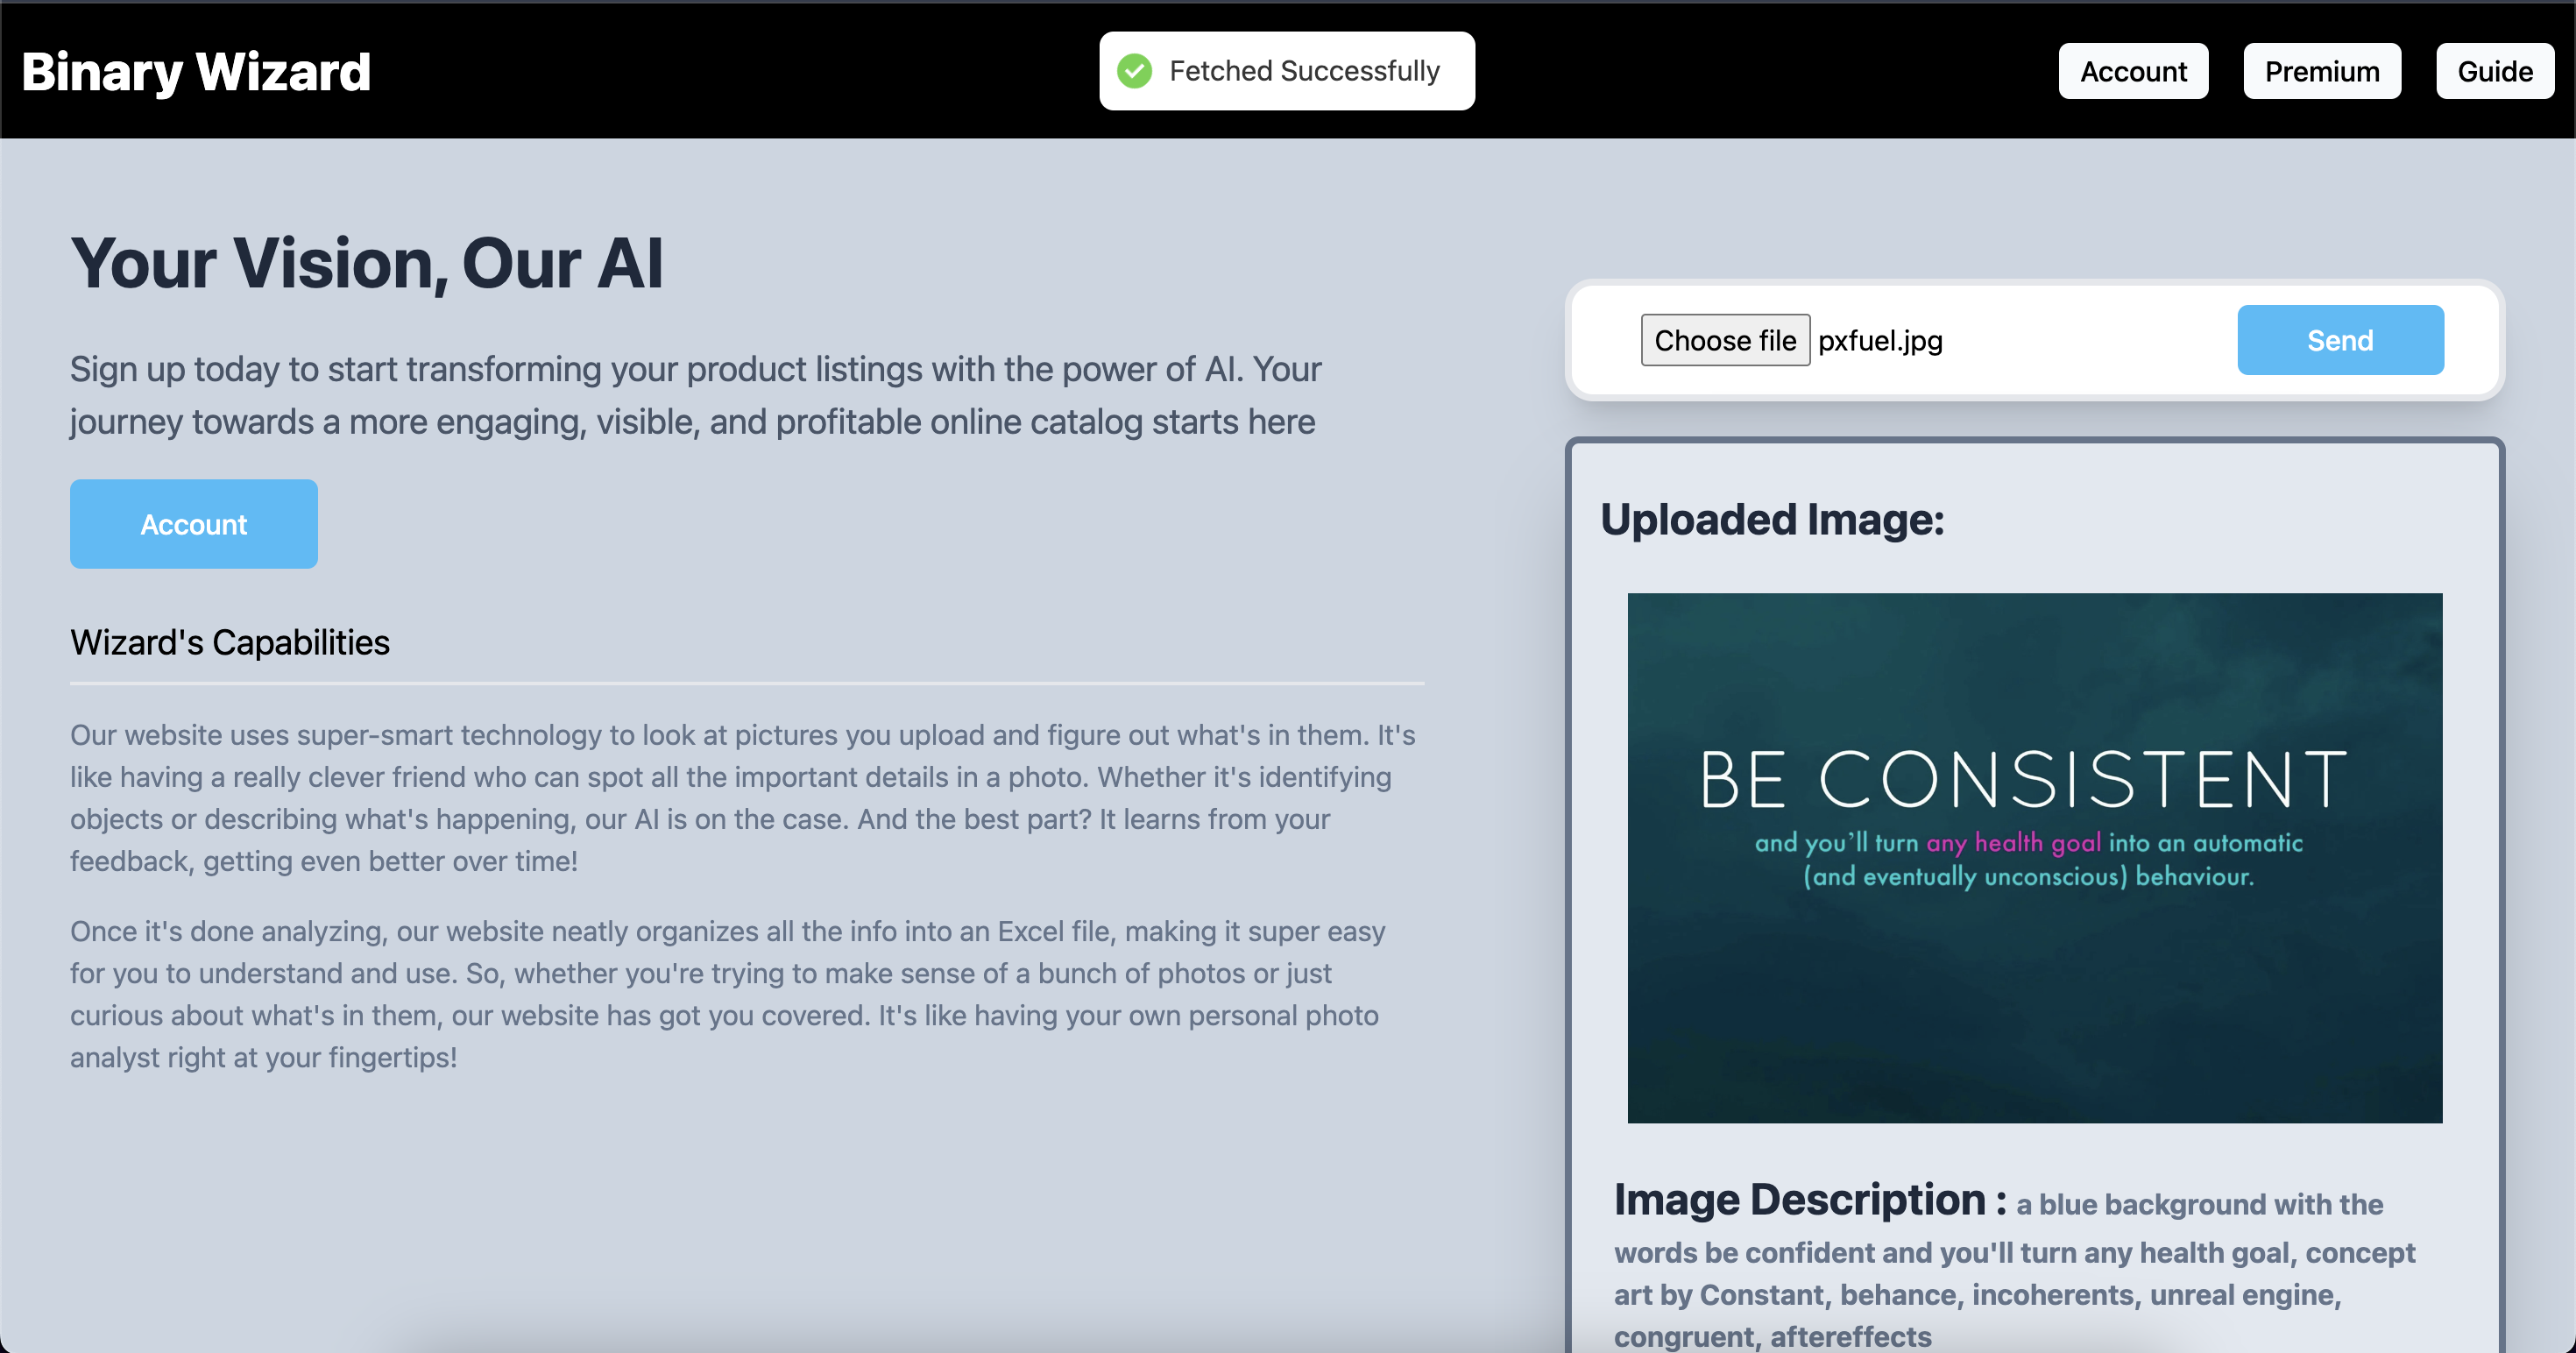 Binary Wizard
Fetched Successfully
Account
Premium
Guide
Your Vision, Our AI
Sign up today to start transforming your product listings with the power of AI. Your
journey towards a more engaging, visible, and profitable online catalog starts here
Account
Wizard's Capabilities
Our website uses super-smart technology to look at pictures you upload and figure out what's in them. It's
like having a really clever friend who can spot all the important details in a photo. Whether it's identifying
objects or describing what's happening, our AI is on the case. And the best part? It learns from your
feedback, getting even better over time!
Once it's done analyzing, our website neatly organizes all the info into an Excel file, making it super easy
for you to understand and use. So, whether you're trying to make sense of a bunch of photos or just
curious about what's in them, our website has got you covered. It's like having your own personal photo
analyst right at your fingertips!
Choose file pxfuel.jpg
Send
Uploaded Image:
BE CONSISTENT
and you'll turn any health goal into an automatic
(and eventually unconscious) behaviour.
Image Description : a blue background with the
words be confident and you'll turn any health goal, concept
art by Constant, behance, incoherents, unreal engine,
congruent, aftereffects